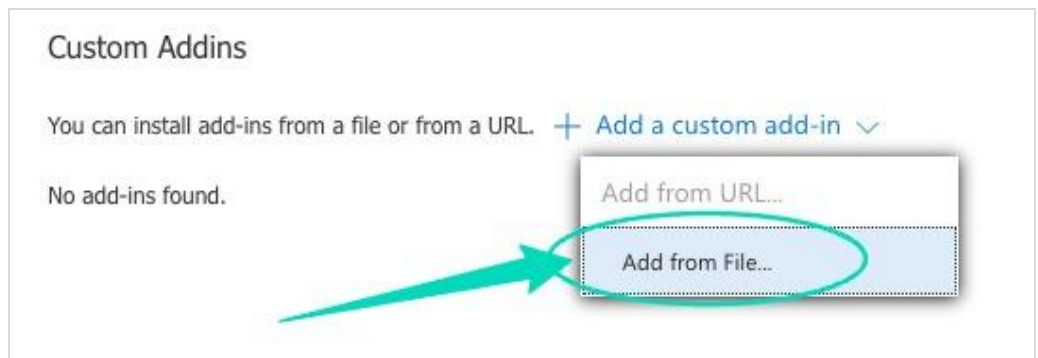 Custom Addins
You can install add-ins from a file or from a URL. + Add a custom add-in
No add-ins found.
Add from URL...
Add from File...